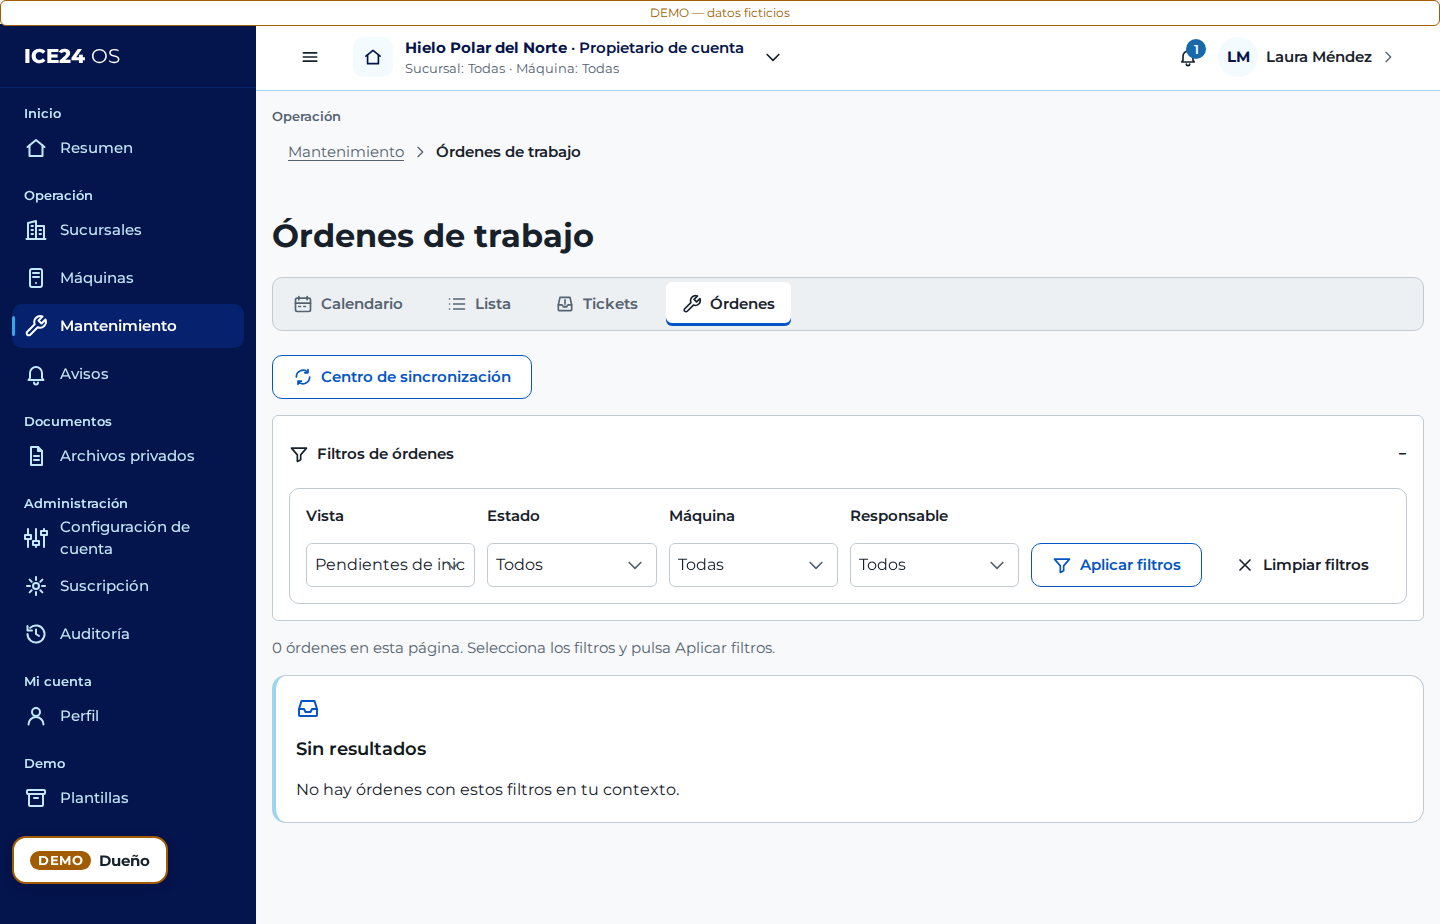 DEMO — datos ficticios
ICE24 OS
Inicio
Resumen
Operación
Sucursales
Máquinas
Mantenimiento
Avisos
Documentos
Archivos privados
Administración
Configuración de
cuenta
Suscripción
Auditoría
Mi cuenta
Perfil
Demo
Plantillas
DEMO Dueño
Hielo Polar del Norte · Propietario de cuenta
Sucursal: Todas · Máquina: Todas
1
LM Laura Méndez
Operación
Mantenimiento > Órdenes de trabajo
Órdenes de trabajo
Calendario Lista Tickets Órdenes
Centro de sincronización
Filtros de órdenes −
Vista Estado Máquina Responsable
Pendientes de inic Todos Todas Todos Aplicar filtros Limpiar filtros
0 órdenes en esta página. Selecciona los filtros y pulsa Aplicar filtros.
Sin resultados
No hay órdenes con estos filtros en tu contexto.